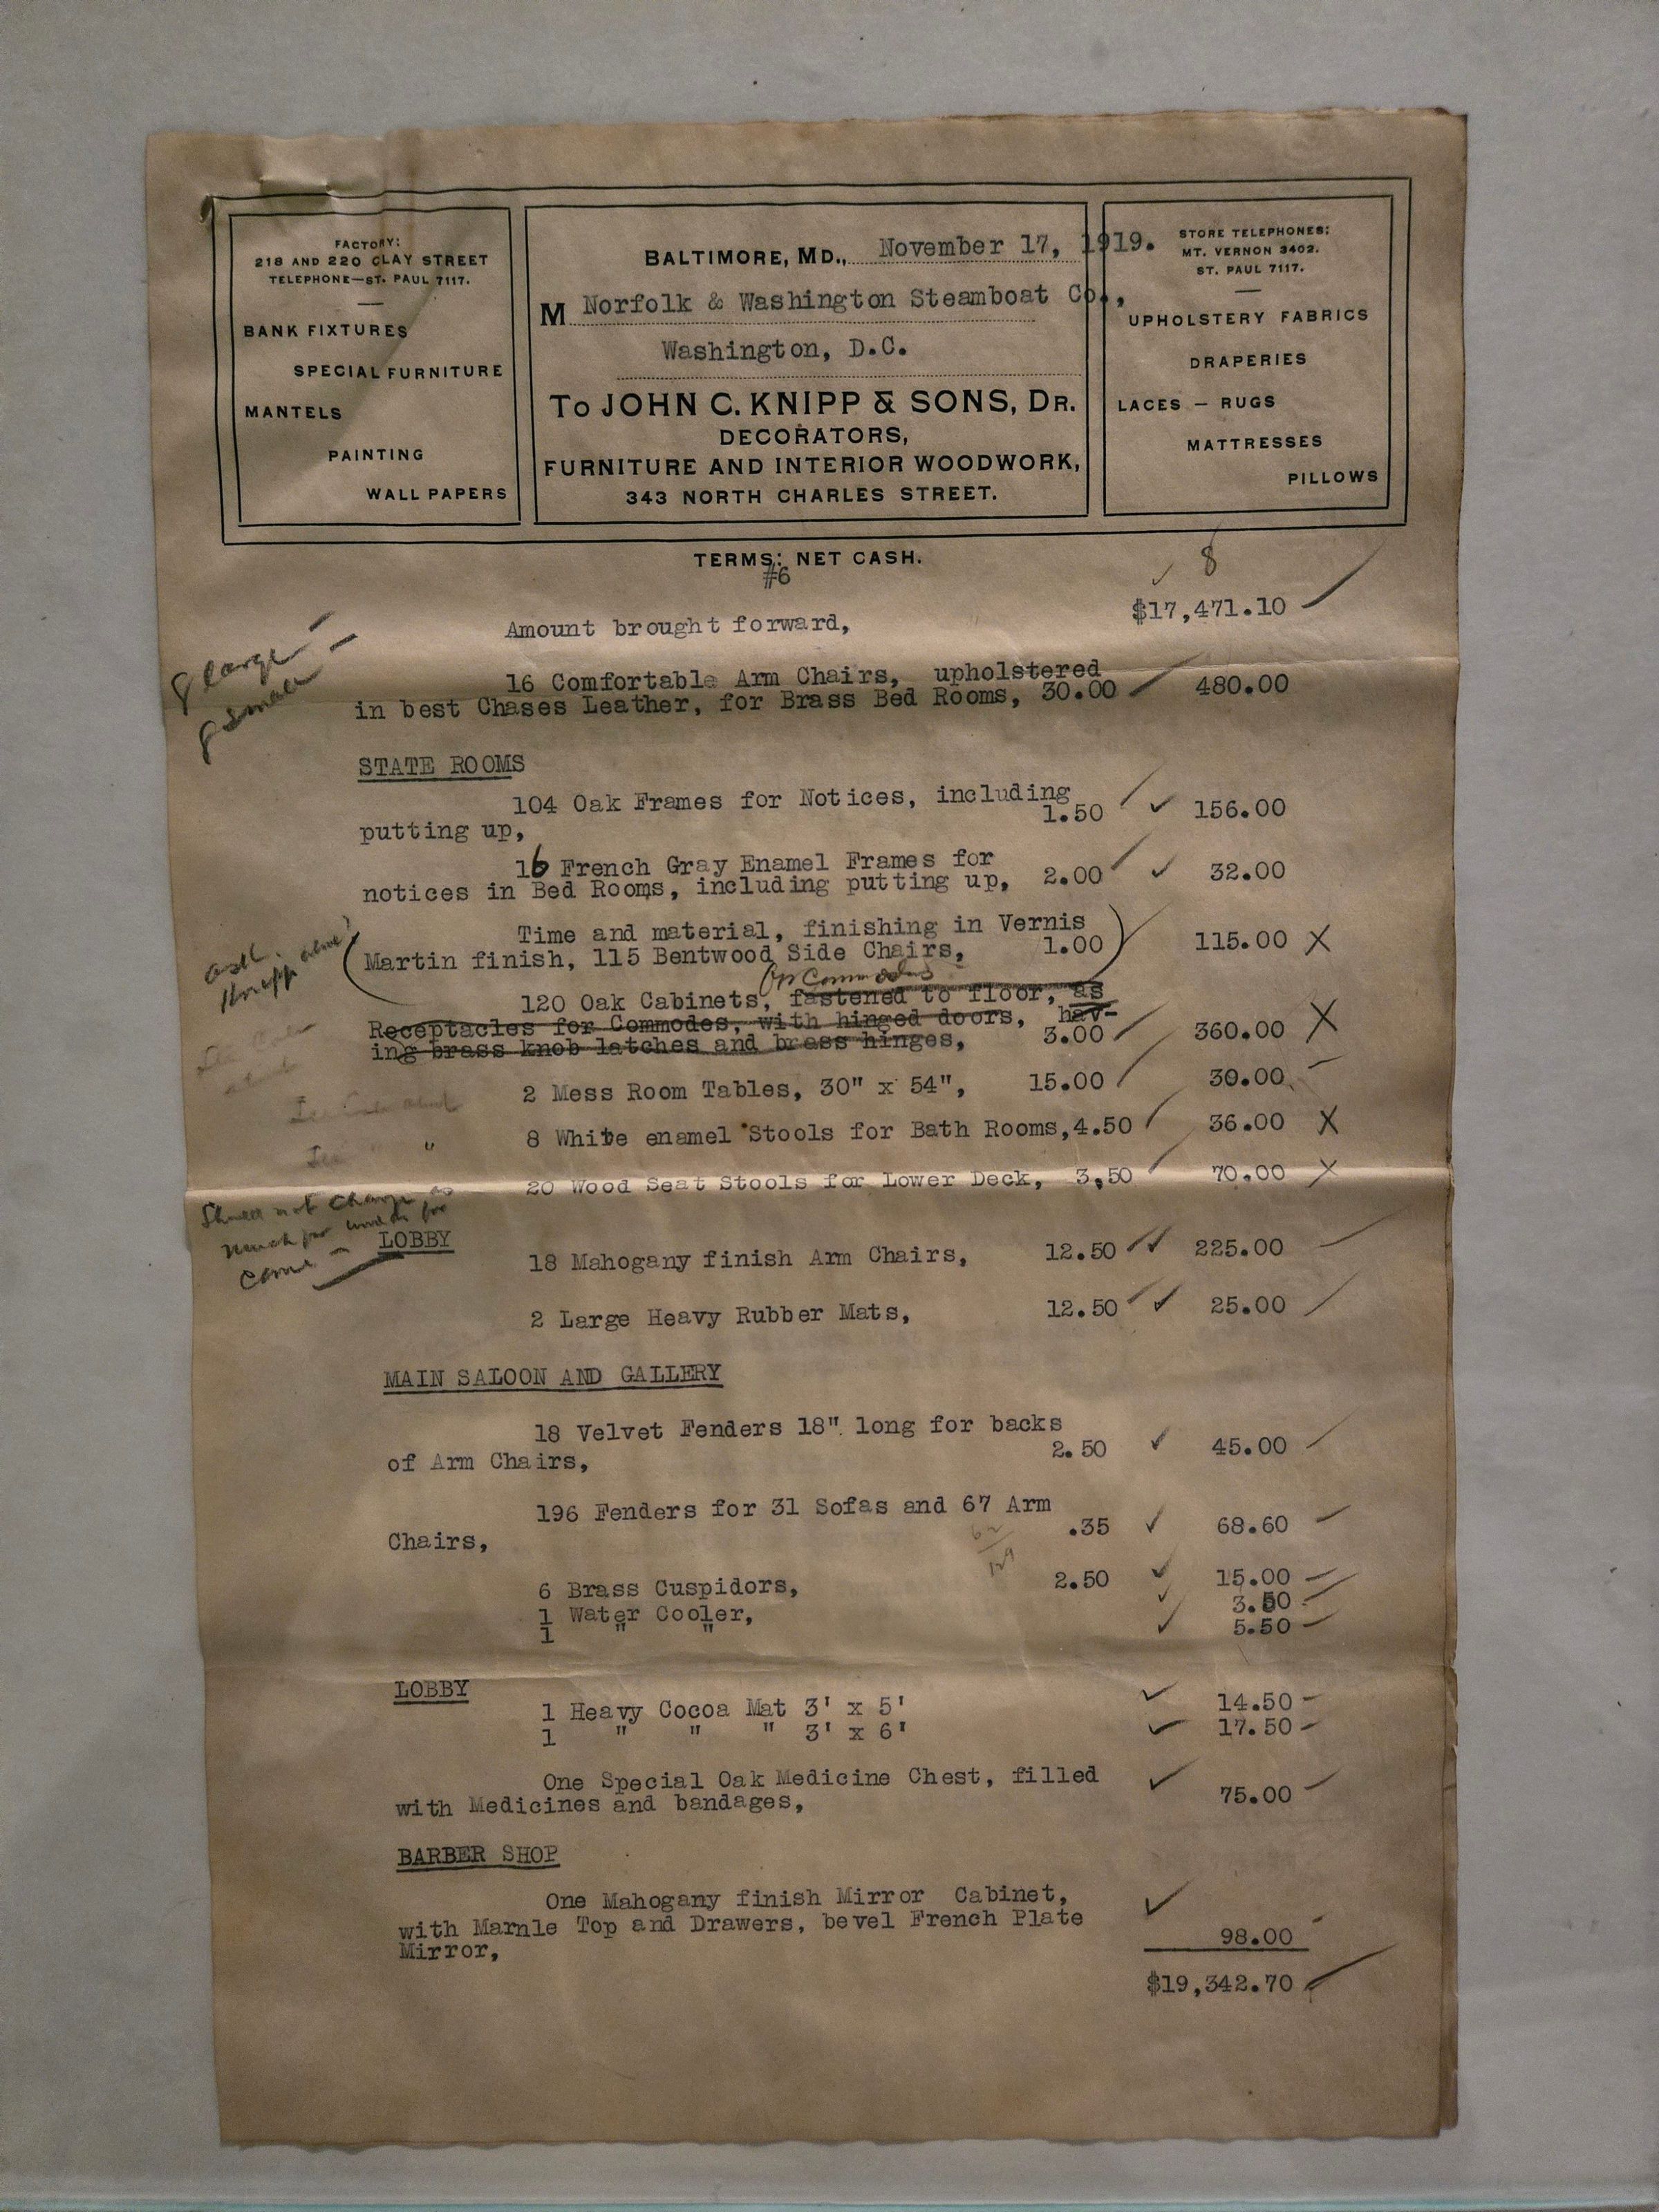 FACTORY:
218 AND 220 CLAY STREET
TELEPHONE—ST. PAUL 7117.
BANK FIXTURES
SPECIAL FURNITURE
MANTELS
PAINTING
WALL PAPERS
BALTIMORE, MD., November 17, 1919.
M Norfolk & Washington Steamboat Co.,
Washington, D.C.
To JOHN C. KNIPP & SONS, DR.
DECORATORS,
FURNITURE AND INTERIOR WOODWORK,
343 NORTH CHARLES STREET.
STORE TELEPHONES:
MT. VERNON 3402.
ST. PAUL 7117.
UPHOLSTERY FABRICS
DRAPERIES
LACES — RUGS
MATTRESSES
PILLOWS
TERMS: NET CASH.
#6
8
Amount brought forward, $17,471.10
8 large
8 small
16 Comfortable Arm Chairs, upholstered
in best Chases Leather, for Brass Bed Rooms, 30.00 480.00
STATE ROOMS
104 Oak Frames for Notices, including
putting up, 1.50 156.00
16 French Gray Enamel Frames for
notices in Bed Rooms, including putting up, 2.00 32.00
ask
Knipp
Time and material, finishing in Vernis
Martin finish, 115 Bentwood Side Chairs, 1.00 115.00 X
for Commodes
120 Oak Cabinets, fastened to floor, as
Receptacles for Commodes, with hinged doors, hav-
ing brass knob latches and brass hinges, 3.00 360.00 X
2 Mess Room Tables, 30" x 54", 15.00 30.00
8 White enamel Stools for Bath Rooms, 4.50 36.00 X
20 Wood Seat Stools for Lower Deck, 3.50 70.00 X
Should not charge as
much for
LOBBY
18 Mahogany finish Arm Chairs, 12.50 225.00
2 Large Heavy Rubber Mats, 12.50 25.00
MAIN SALOON AND GALLERY
18 Velvet Fenders 18" long for backs
of Arm Chairs, 2.50 45.00
196 Fenders for 31 Sofas and 67 Arm
Chairs, .35 68.60
6 Brass Cuspidors, 2.50 15.00
1 Water Cooler, 3.50
1 " " 5.50
LOBBY
1 Heavy Cocoa Mat 3' x 5' 14.50
1 " " " 3' x 6' 17.50
One Special Oak Medicine Chest, filled
with Medicines and bandages, 75.00
BARBER SHOP
One Mahogany finish Mirror Cabinet,
with Marnle Top and Drawers, bevel French Plate
Mirror, 98.00
$19,342.70